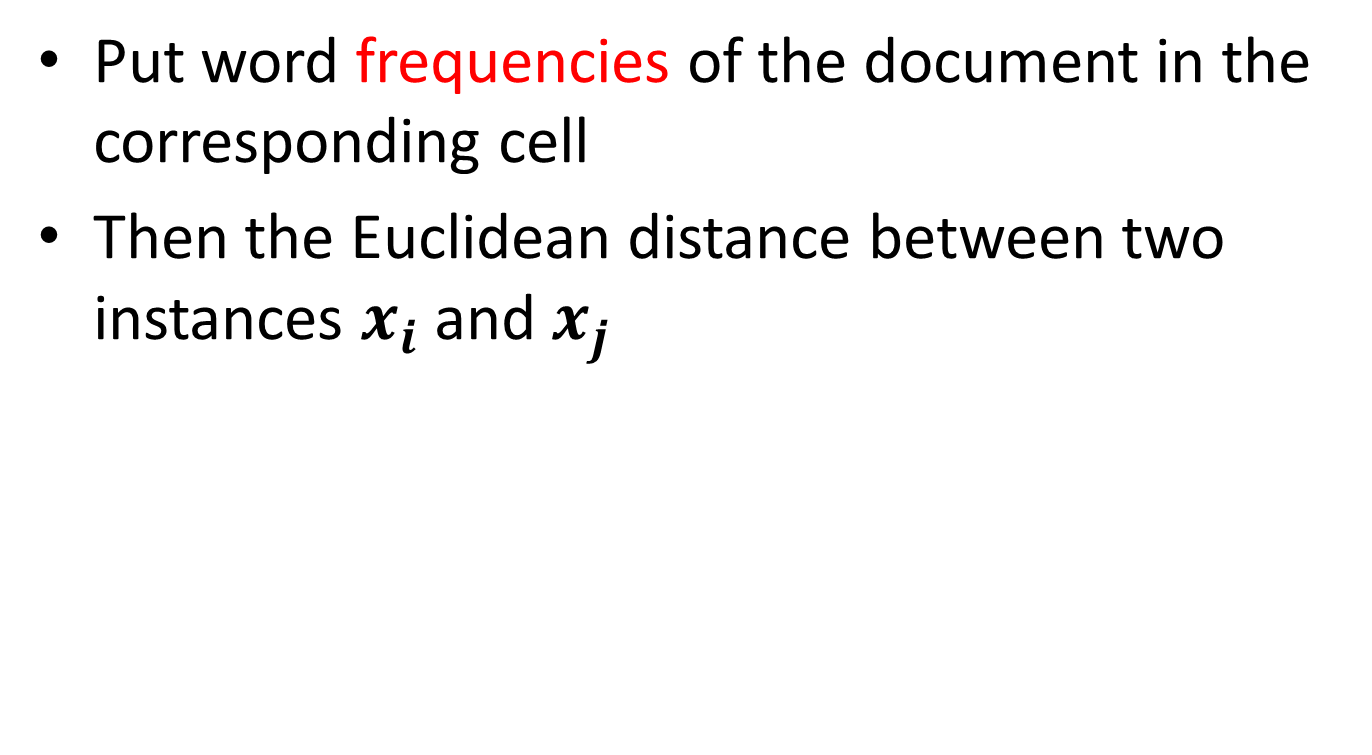 • Put word frequencies of the document in the
corresponding cell
• Then the Euclidean distance between two
instances xᵢ and xⱼ